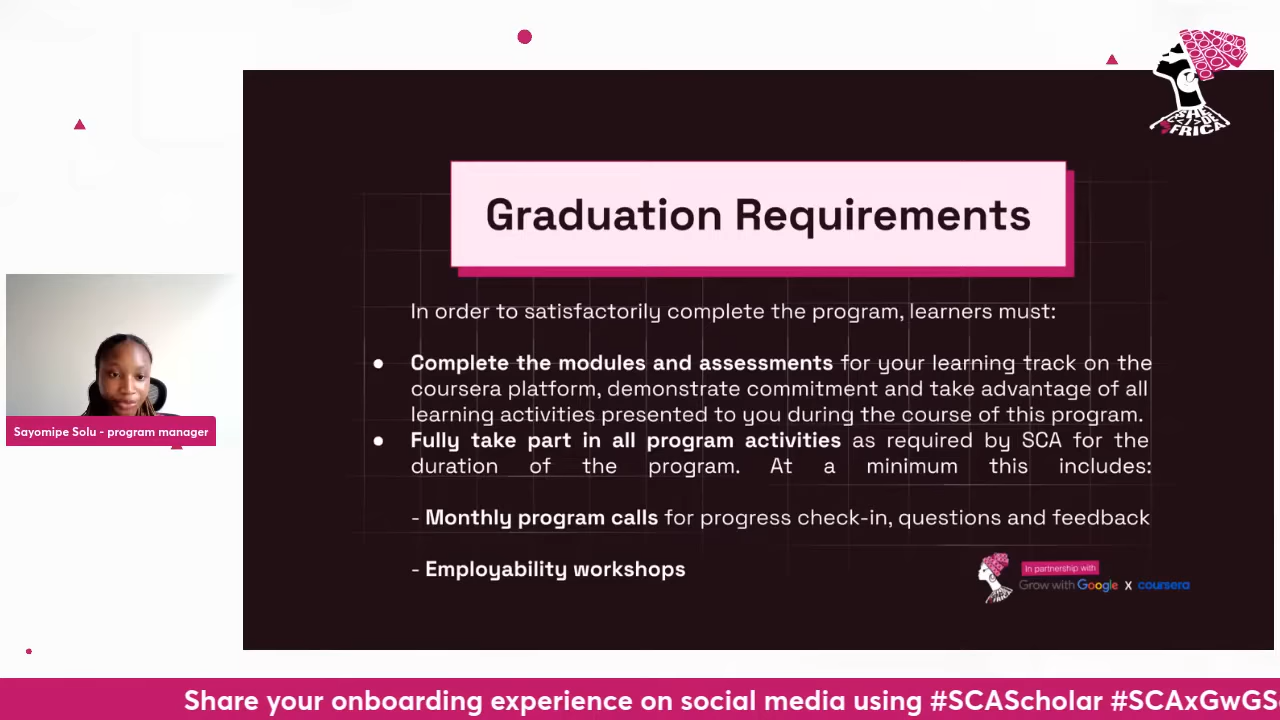 SHE
CODE
AFRICA
Graduation Requirements
In order to satisfactorily complete the program, learners must:
● Complete the modules and assessments for your learning track on the
coursera platform, demonstrate commitment and take advantage of all
learning activities presented to you during the course of this program.
● Fully take part in all program activities as required by SCA for the
duration of the program. At a minimum this includes:
- Monthly program calls for progress check-in, questions and feedback
- Employability workshops
Sayomipe Solu - program manager
In partnership with
Grow with Google X coursera
Share your onboarding experience on social media using #SCAScholar #SCAxGwGS